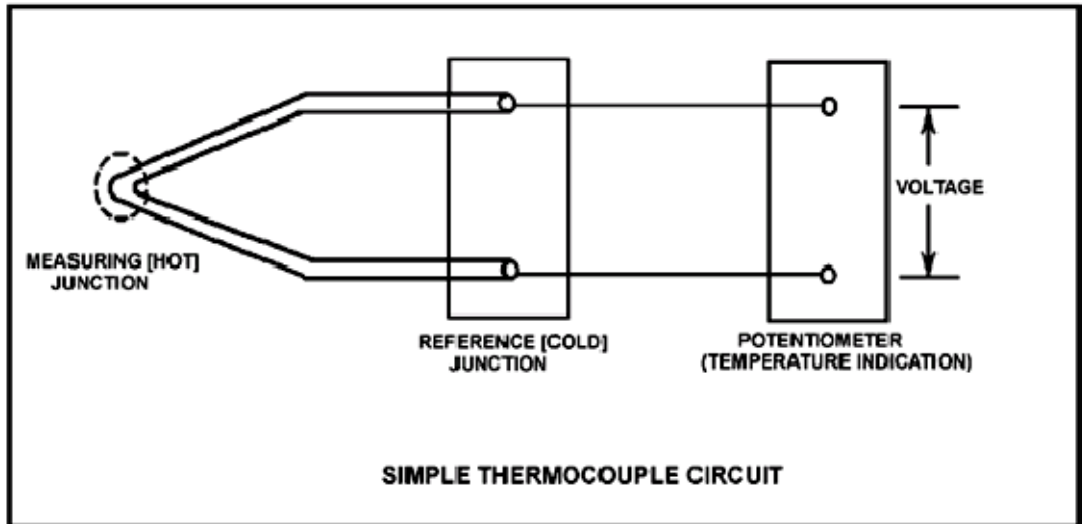 MEASURING [HOT]
JUNCTION
REFERENCE [COLD]
JUNCTION
POTENTIOMETER
(TEMPERATURE INDICATION)
VOLTAGE
SIMPLE THERMOCOUPLE CIRCUIT